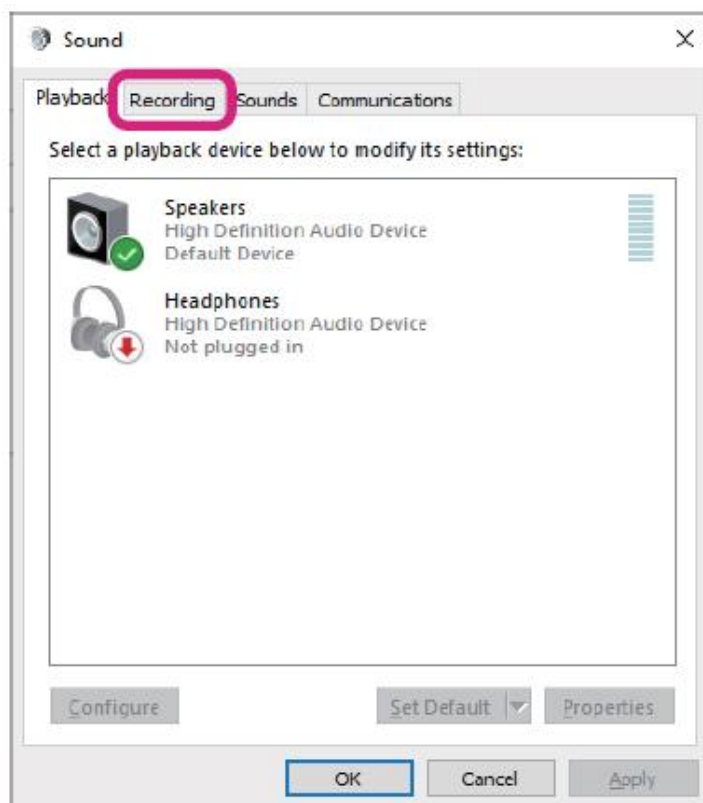 Sound
Playback Recording Sounds Communications
Select a playback device below to modify its settings:
Speakers
High Definition Audio Device
Default Device
Headphones
High Definition Audio Device
Not plugged in
Configure Set Default Properties
OK Cancel Apply